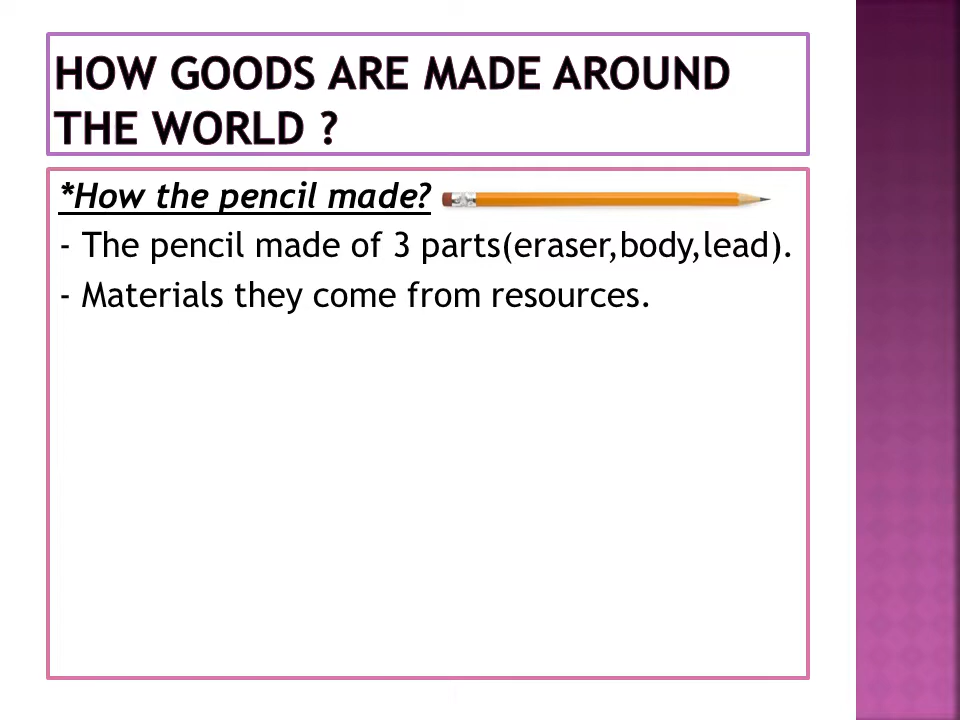 HOW GOODS ARE MADE AROUND
THE WORLD ?
*How the pencil made?
- The pencil made of 3 parts(eraser,body,lead).
- Materials they come from resources.